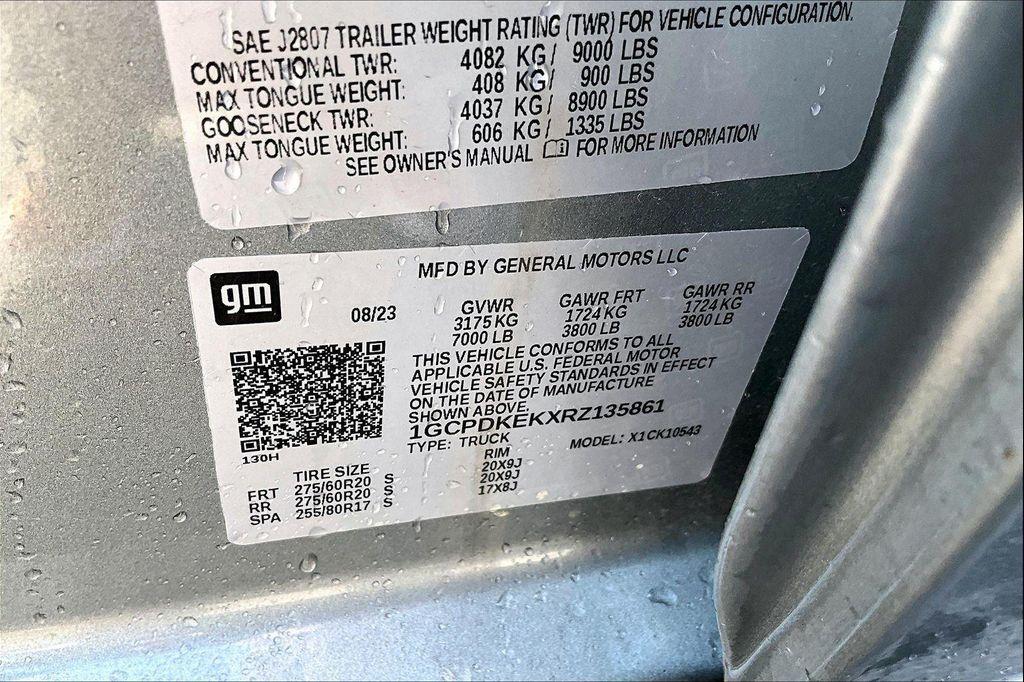 SAE J2807 TRAILER WEIGHT RATING (TWR) FOR VEHICLE CONFIGURATION.
CONVENTIONAL TWR: 4082 KG/ 9000 LBS
MAX TONGUE WEIGHT: 408 KG/ 900 LBS
GOOSENECK TWR: 4037 KG/ 8900 LBS
MAX TONGUE WEIGHT: 606 KG/ 1335 LBS
SEE OWNER'S MANUAL FOR MORE INFORMATION
gm
MFD BY GENERAL MOTORS LLC
08/23
GVWR GAWR FRT GAWR RR
3175 KG 1724 KG 1724 KG
7000 LB 3800 LB 3800 LB
THIS VEHICLE CONFORMS TO ALL
APPLICABLE U.S. FEDERAL MOTOR
VEHICLE SAFETY STANDARDS IN EFFECT
ON THE DATE OF MANUFACTURE
SHOWN ABOVE.
1GCPDKEKXRZ135861
TYPE: TRUCK MODEL: X1CK10543
130H
TIRE SIZE RIM
FRT 275/60R20 S 20X9J
RR 275/60R20 S 20X9J
SPA 255/80R17 S 17X8J